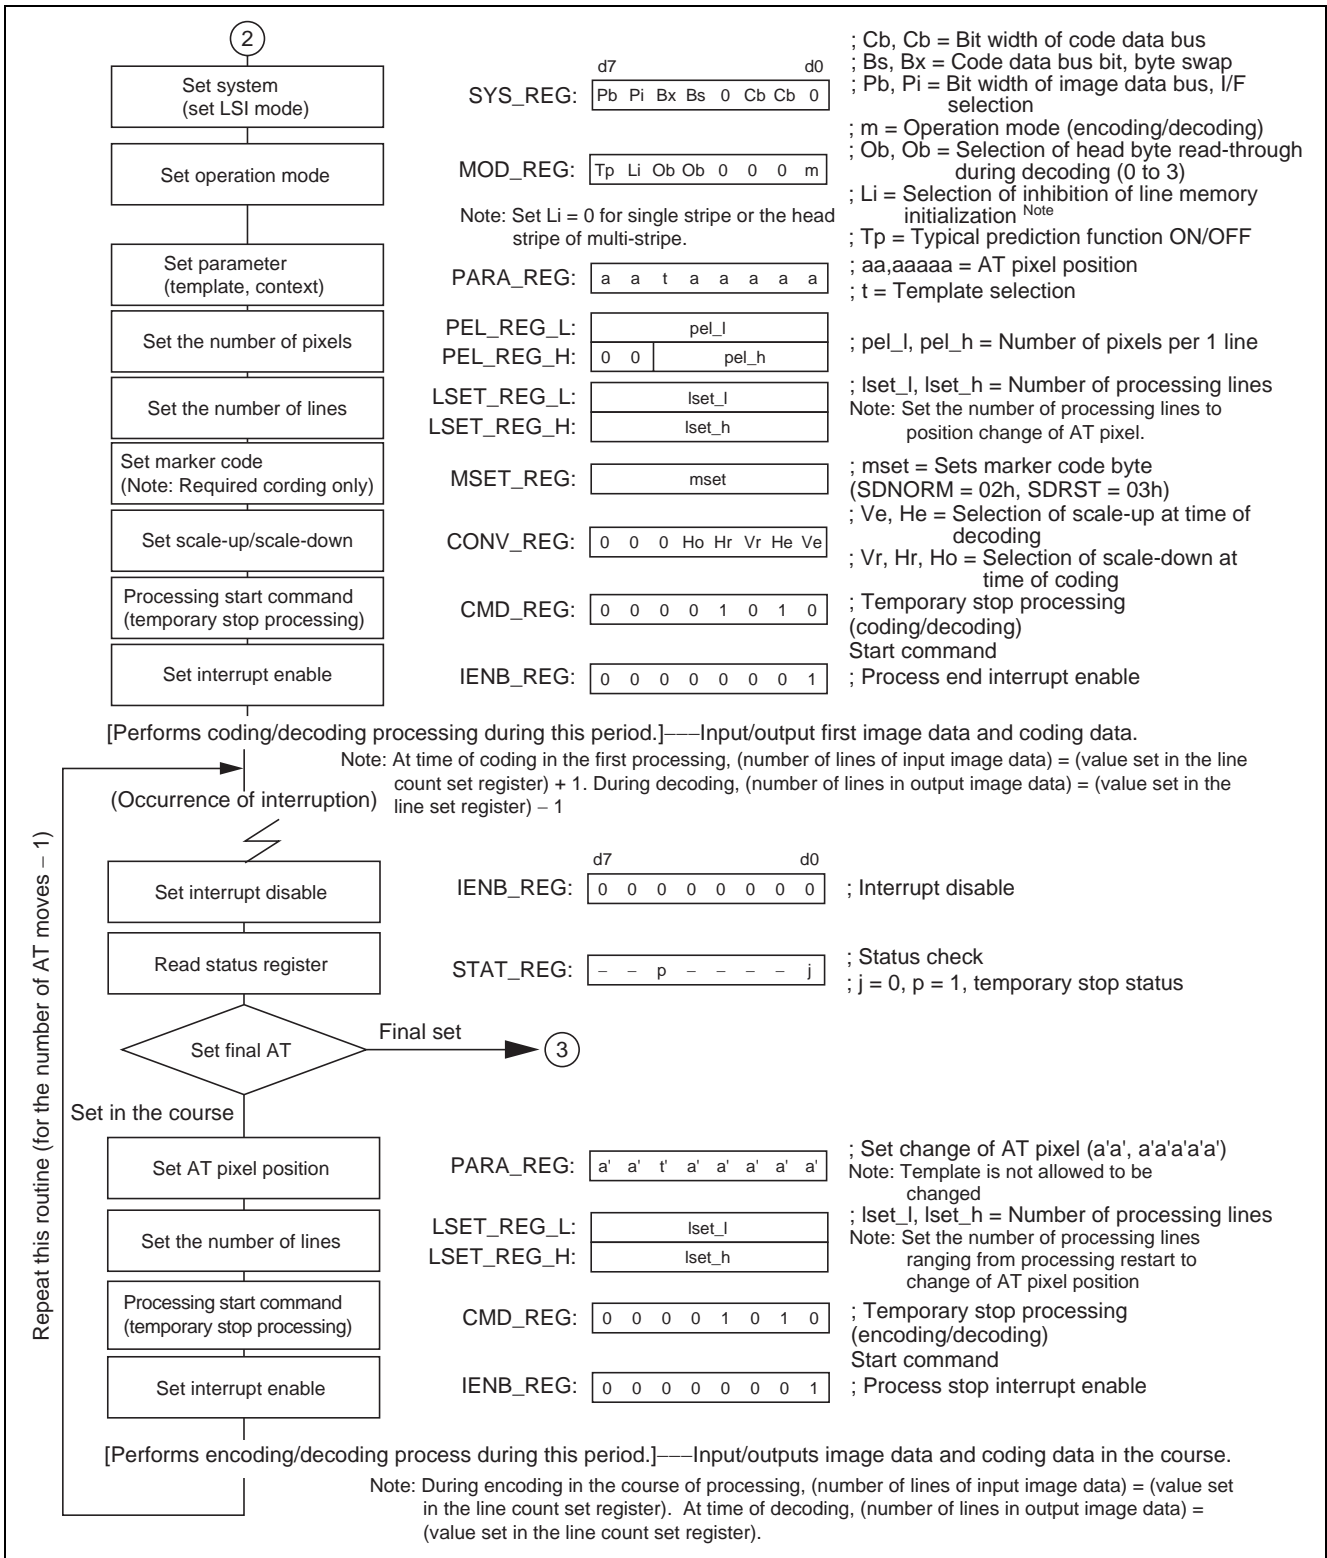 2
Set system
(set LSI mode)
d7 d0
SYS_REG: Pb Pi Bx Bs 0 Cb Cb 0
; Cb, Cb = Bit width of code data bus
; Bs, Bx = Code data bus bit, byte swap
; Pb, Pi = Bit width of image data bus, I/F
selection
Set operation mode
MOD_REG: Tp Li Ob Ob 0 0 0 m
; m = Operation mode (encoding/decoding)
; Ob, Ob = Selection of head byte read-through
during decoding (0 to 3)
; Li = Selection of inhibition of line memory
initialization Note
; Tp = Typical prediction function ON/OFF
Note: Set Li = 0 for single stripe or the head
stripe of multi-stripe.
Set parameter
(template, context)
PARA_REG: a a t a a a a a
; aa,aaaaa = AT pixel position
; t = Template selection
Set the number of pixels
PEL_REG_L: pel_l
PEL_REG_H: 0 0 pel_h
; pel_l, pel_h = Number of pixels per 1 line
Set the number of lines
LSET_REG_L: lset_l
LSET_REG_H: lset_h
; lset_l, lset_h = Number of processing lines
Note: Set the number of processing lines to
position change of AT pixel.
Set marker code
(Note: Required cording only)
MSET_REG: mset
; mset = Sets marker code byte
(SDNORM = 02h, SDRST = 03h)
Set scale-up/scale-down
CONV_REG: 0 0 0 Ho Hr Vr He Ve
; Ve, He = Selection of scale-up at time of
decoding
; Vr, Hr, Ho = Selection of scale-down at
time of coding
Processing start command
(temporary stop processing)
CMD_REG: 0 0 0 0 1 0 1 0
; Temporary stop processing
(coding/decoding)
Start command
Set interrupt enable
IENB_REG: 0 0 0 0 0 0 0 1
; Process end interrupt enable
[Performs coding/decoding processing during this period.]–––Input/output first image data and coding data.
Note: At time of coding in the first processing, (number of lines of input image data) = (value set in the line
count set register) + 1. During decoding, (number of lines in output image data) = (value set in the
line set register) – 1
(Occurrence of interruption)
Repeat this routine (for the number of AT moves – 1)
Set interrupt disable
d7 d0
IENB_REG: 0 0 0 0 0 0 0 0
; Interrupt disable
Read status register
STAT_REG: – – p – – – – j
; Status check
; j = 0, p = 1, temporary stop status
Set final AT
Final set
3
Set in the course
Set AT pixel position
PARA_REG: a' a' t' a' a' a' a' a'
; Set change of AT pixel (a'a', a'a'a'a'a')
Note: Template is not allowed to be
changed
Set the number of lines
LSET_REG_L: lset_l
LSET_REG_H: lset_h
; lset_l, lset_h = Number of processing lines
Note: Set the number of processing lines
ranging from processing restart to
change of AT pixel position
Processing start command
(temporary stop processing)
CMD_REG: 0 0 0 0 1 0 1 0
; Temporary stop processing
(encoding/decoding)
Start command
Set interrupt enable
IENB_REG: 0 0 0 0 0 0 0 1
; Process stop interrupt enable
[Performs encoding/decoding process during this period.]–––Input/outputs image data and coding data in the course.
Note: During encoding in the course of processing, (number of lines of input image data) = (value set
in the line count set register). At time of decoding, (number of lines in output image data) =
(value set in the line count set register).